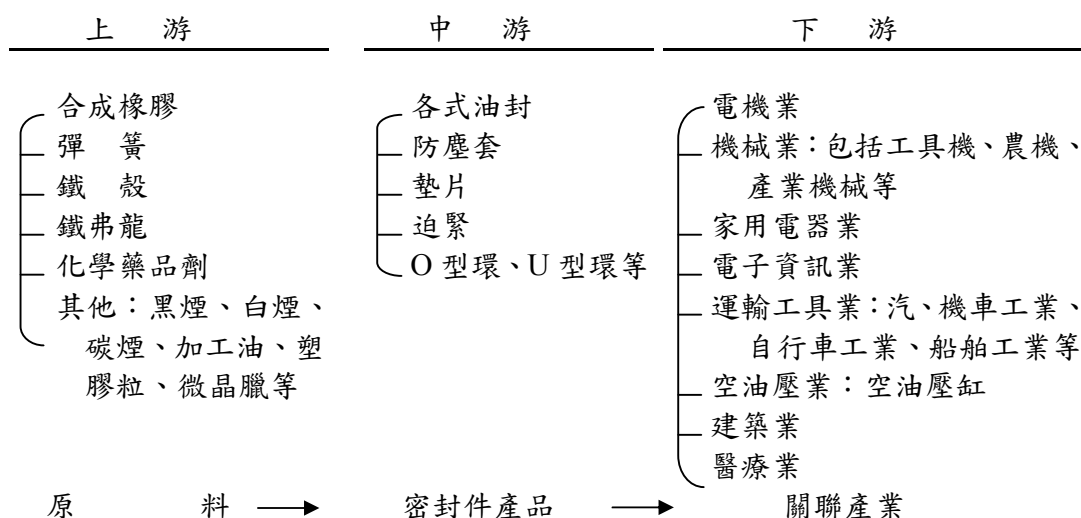 上 游
中 游
下 游
合成橡膠
彈 簧
鐵 殼
鐵弗龍
化學藥品劑
其他：黑煙、白煙、
碳煙、加工油、塑
膠粒、微晶臘等
各式油封
防塵套
墊片
迫緊
O 型環、U 型環等
電機業
機械業：包括工具機、農機、
產業機械等
家用電器業
電子資訊業
運輸工具業：汽、機車工業、
自行車工業、船舶工業等
空油壓業：空油壓缸
建築業
醫療業
原 料
密封件產品
關聯產業